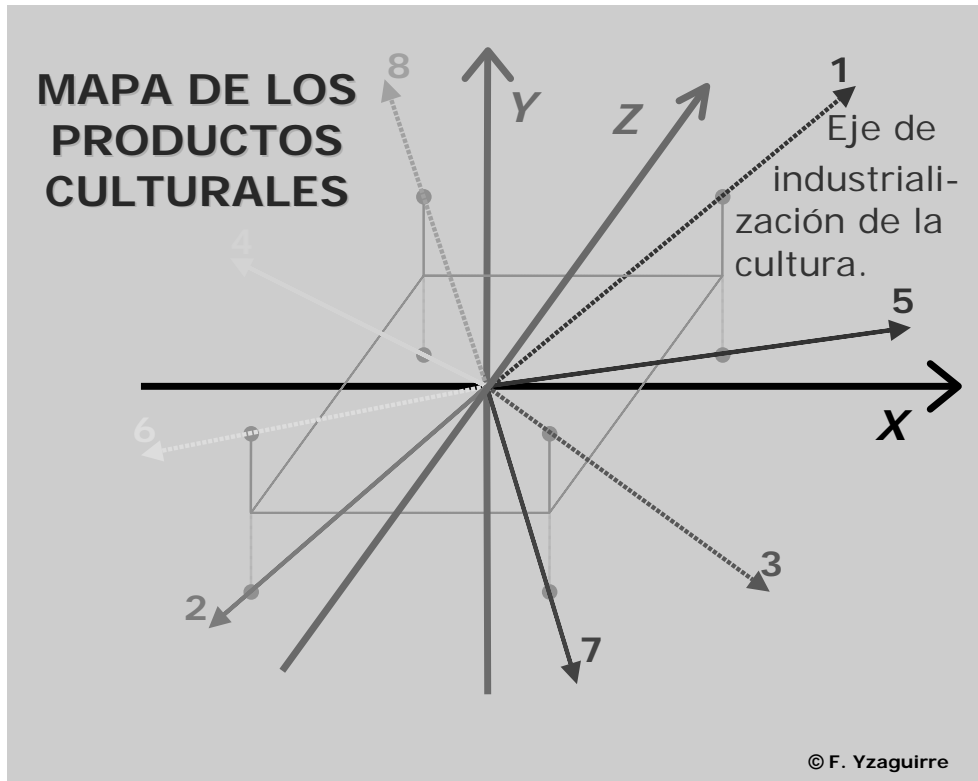 MAPA DE LOS
PRODUCTOS
CULTURALES
8
Y
Z
1
Eje de
industriali-
zación de la
cultura.
4
5
6
X
2
3
7
© F. Yzaguirre